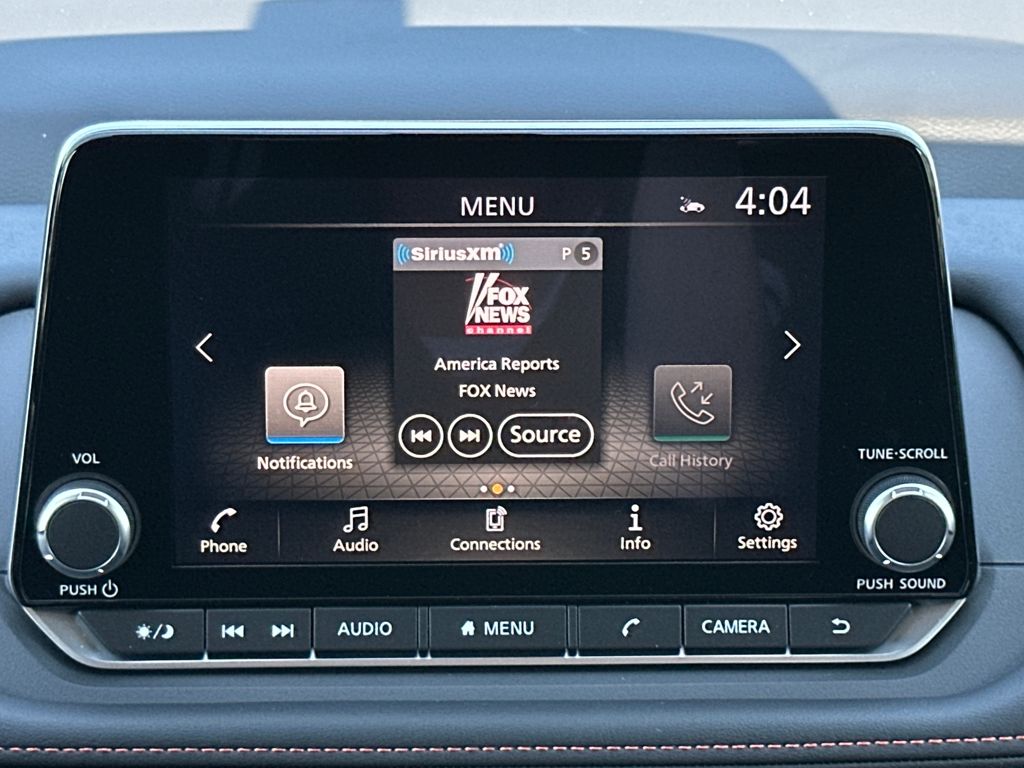 MENU
4:04
SiriusXM
P 5
FOX
NEWS
channel
America Reports
FOX News
Source
Notifications
Call History
VOL
TUNE·SCROLL
Phone
Audio
Connections
Info
Settings
PUSH
PUSH SOUND
AUDIO
MENU
CAMERA